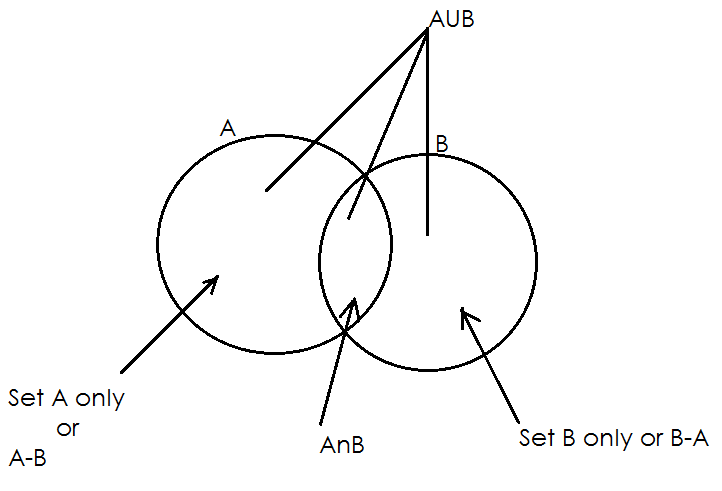 AUB
A
B
Set A only
or
A-B
AnB
Set B only or B-A